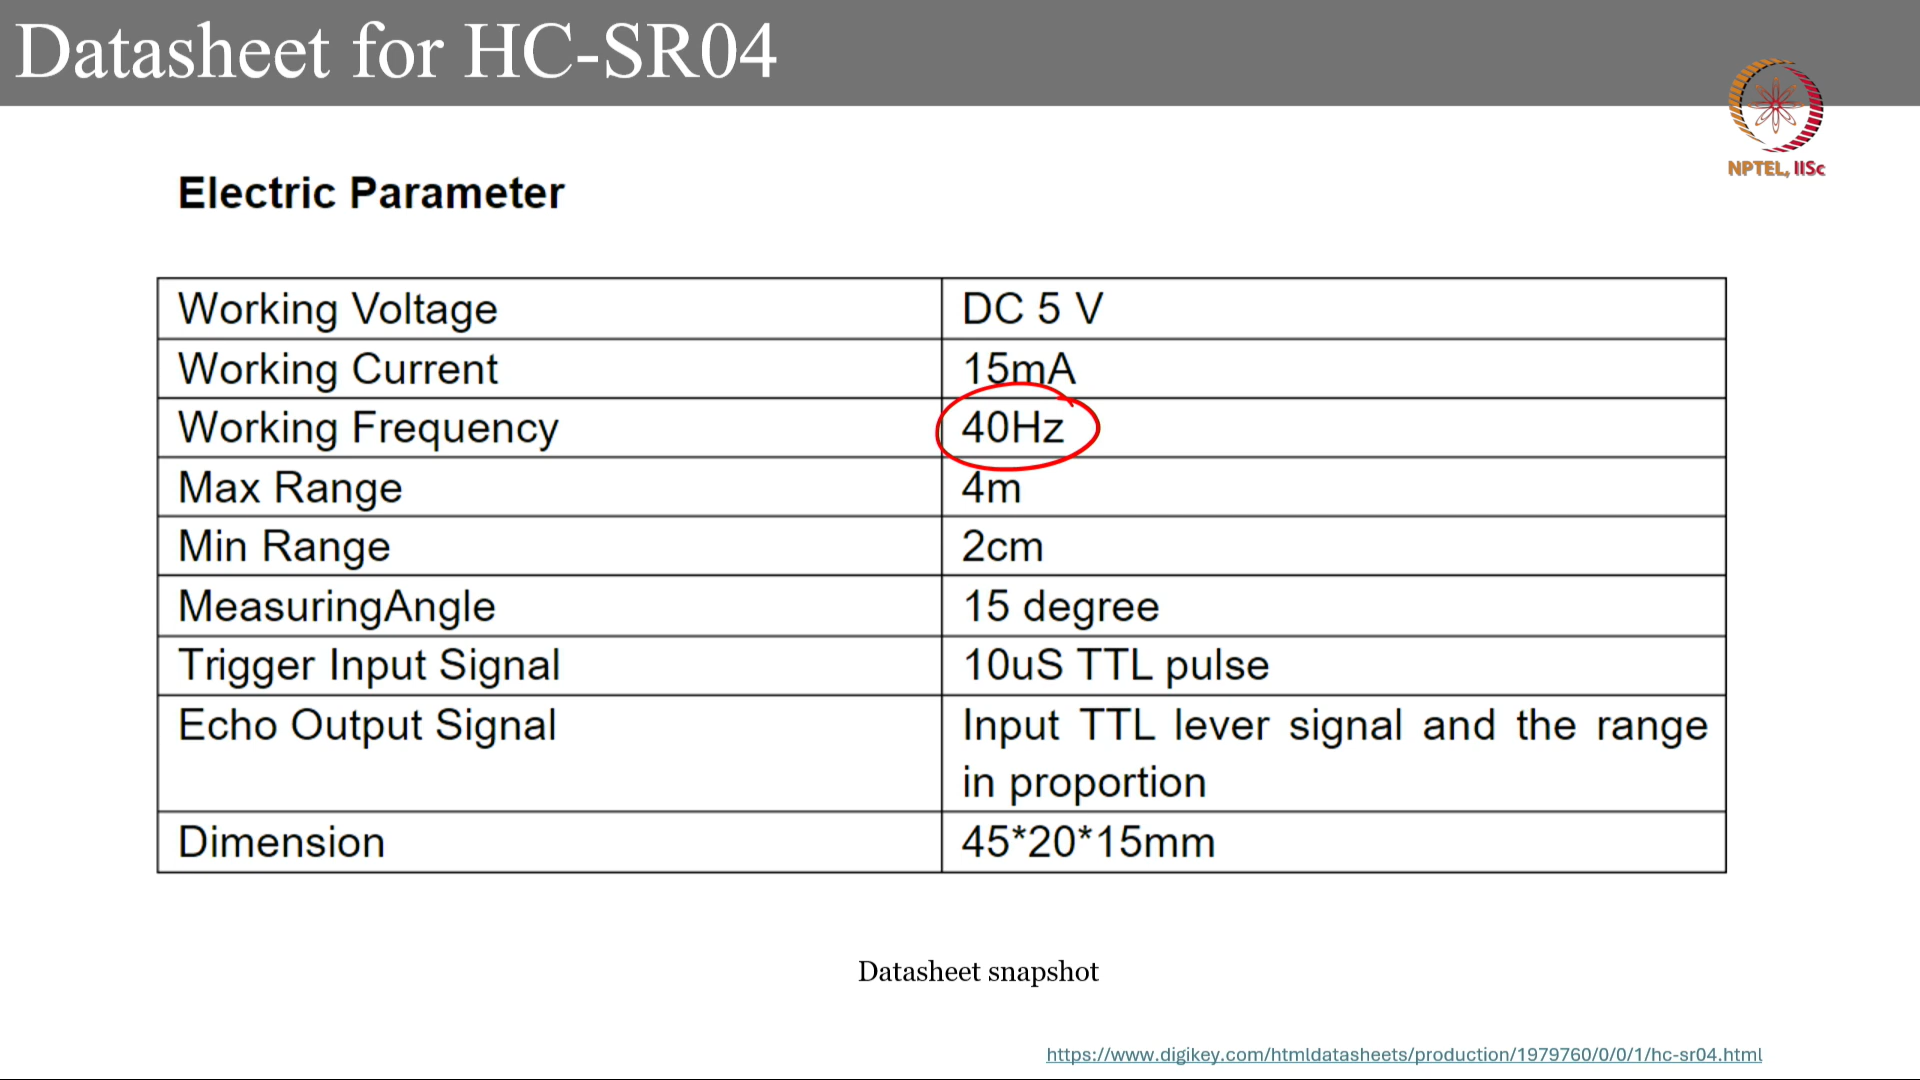 Datasheet for HC-SR04
NPTEL, IISc
Electric Parameter
Working Voltage DC 5 V
Working Current 15mA
Working Frequency 40Hz
Max Range 4m
Min Range 2cm
MeasuringAngle 15 degree
Trigger Input Signal 10uS TTL pulse
Echo Output Signal Input TTL lever signal and the range
in proportion
Dimension 45*20*15mm
Datasheet snapshot
https://www.digikey.com/htmldatasheets/production/1979760/0/0/1/hc-sr04.html